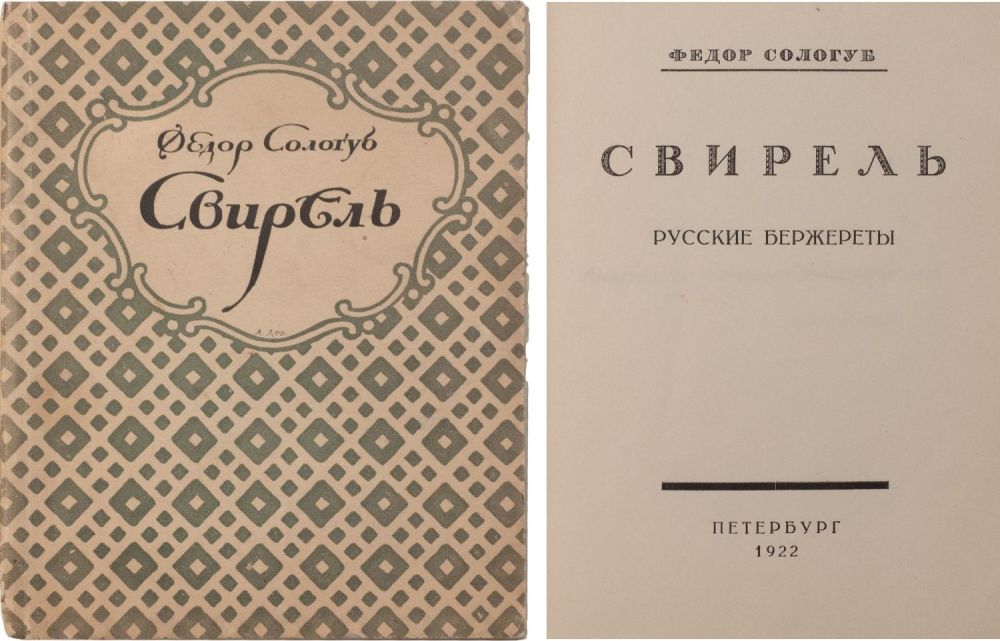 Федор Сологуб
Свирель
А. Лео.
ФЕДОР СОЛОГУБ
СВИРЕЛЬ
РУССКИЕ БЕРЖЕРЕТЫ
ПЕТЕРБУРГ
1922